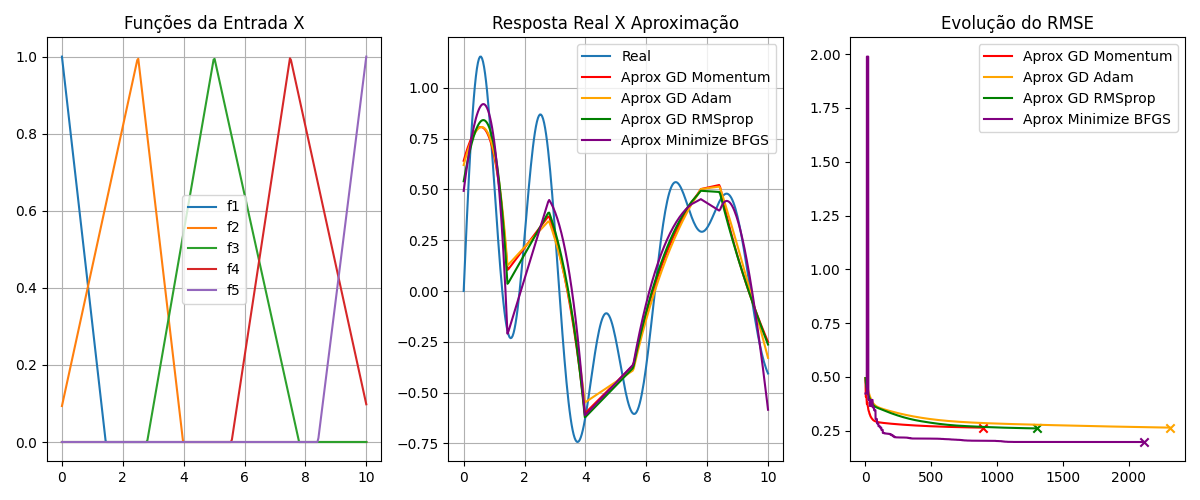 Funções da Entrada X
1.0
0.8
0.6
0.4
0.2
0.0
f1
f2
f3
f4
f5
0 2 4 6 8 10
Resposta Real X Aproximação
1.00
0.75
0.50
0.25
0.00
−0.25
−0.50
−0.75
Real
Aprox GD Momentum
Aprox GD Adam
Aprox GD RMSprop
Aprox Minimize BFGS
0 2 4 6 8 10
Evolução do RMSE
2.00
1.75
1.50
1.25
1.00
0.75
0.50
0.25
Aprox GD Momentum
Aprox GD Adam
Aprox GD RMSprop
Aprox Minimize BFGS
0 500 1000 1500 2000